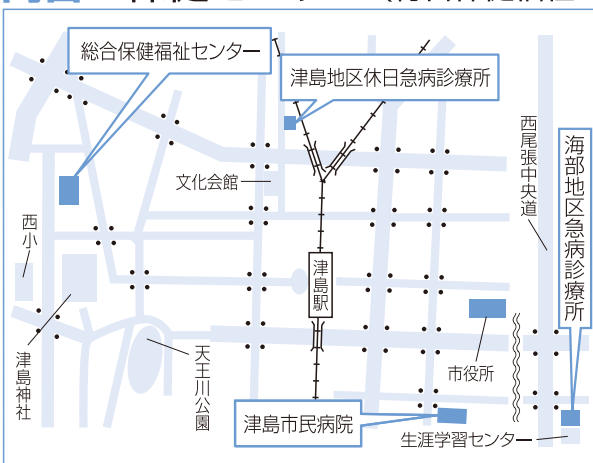 総合保健福祉センター
津島地区休日急病診療所
西尾張中央道
海部地区急病診療所
文化会館
西小
津島駅
津島神社
天王川公園
市役所
津島市民病院
生涯学習センター